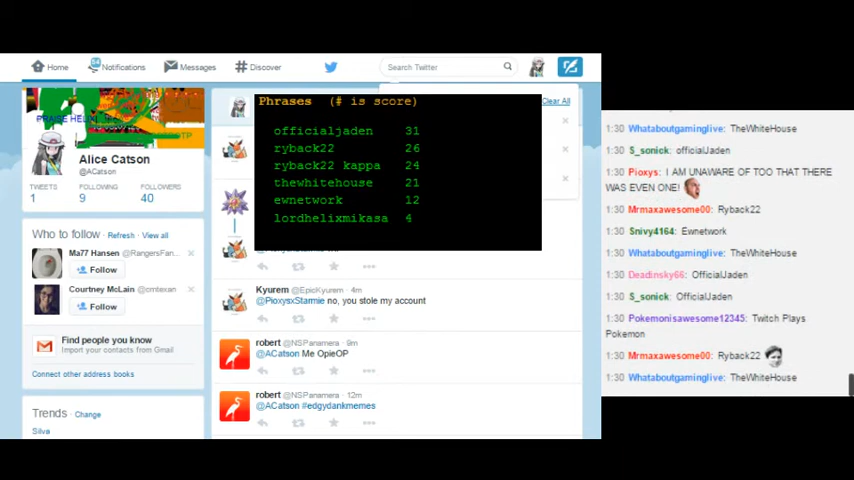 Home
54
Notifications
Messages
Discover
Search Twitter
PRAISE HELIX
OTP
Alice Catson
@ACatson
TWEETS
FOLLOWING
FOLLOWERS
1
9
40
Who to follow · Refresh · View all
Ma77 Hansen @RangersFan...
Follow
Courtney McLain @cmtexan
Follow
Find people you know
Import your contacts from Gmail
Connect other address books
Trends · Change
Silva
Clear All
Phrases (# is score)
officialjaden 31
ryback22 26
ryback22 kappa 24
thewhitehouse 21
ewnetwork 12
lordhelixmikasa 4
Kyurem @EpicKyurem · 4m
@PioxysxStarmie no, you stole my account
robert @NSPanamera · 9m
@ACatson Me OpieOP
robert @NSPanamera · 12m
@ACatson #edgydankmemes
1:30 Whataboutgaminglive: TheWhiteHouse
1:30 S_sonick: officialJaden
1:30 Pioxys: I AM UNAWARE OF TOO THAT THERE
WAS EVEN ONE!
1:30 Mrmaxawesome00: Ryback22
1:30 Snivy4164: Ewnetwork
1:30 Whataboutgaminglive: TheWhiteHouse
1:30 Deadinsky66: OfficialJaden
1:30 S_sonick: OfficialJaden
1:30 Pokemonisawesome12345: Twitch Plays
Pokemon
1:30 Mrmaxawesome00: Ryback22
1:30 Whataboutgaminglive: TheWhiteHouse